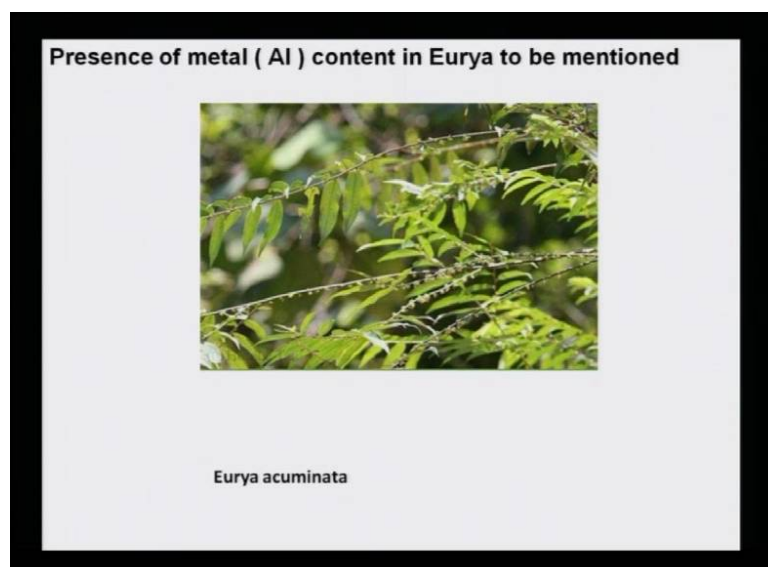 Presence of metal ( Al ) content in Eurya to be mentioned
Eurya acuminata